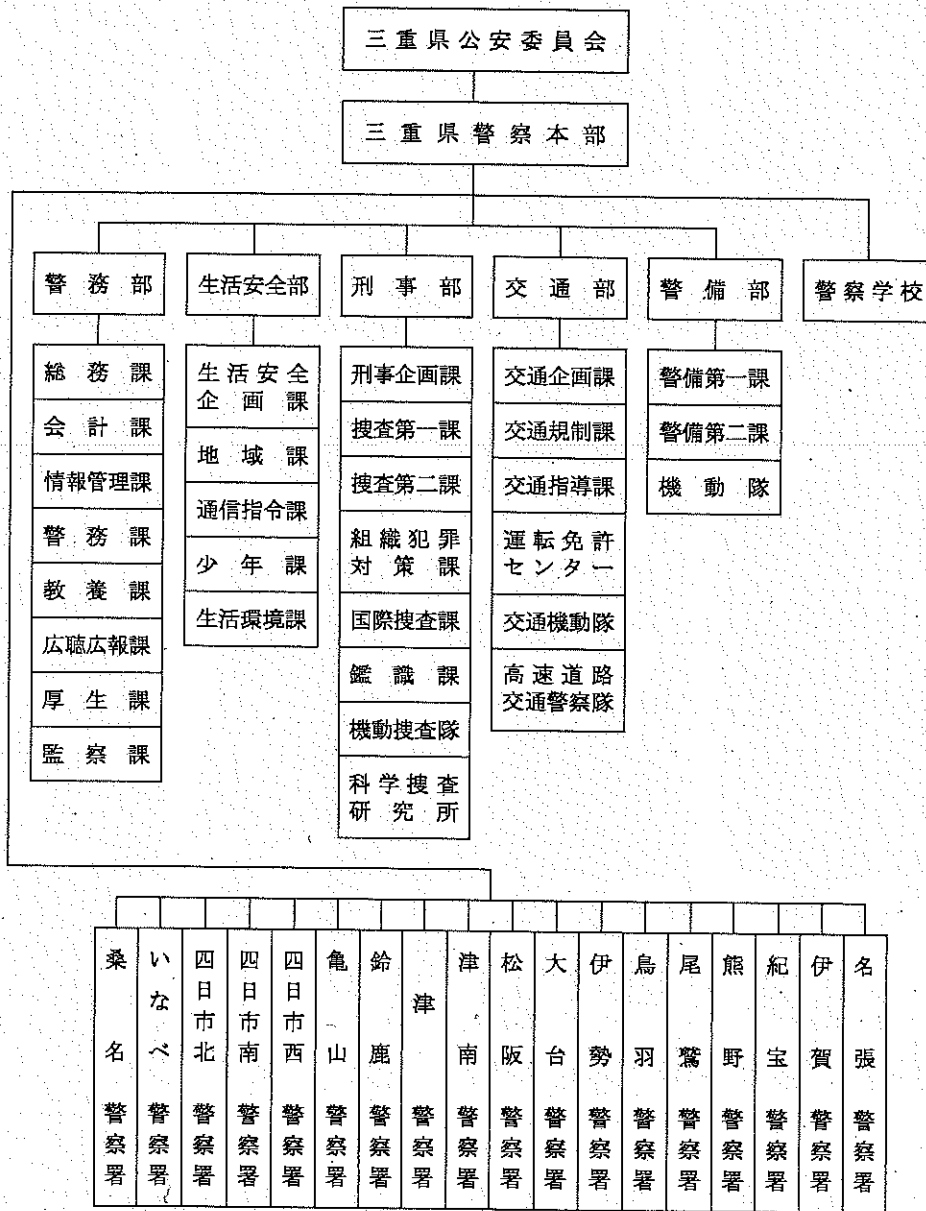 三重県公安委員会
三重県警察本部
警務部
生活安全部
刑事部
交通部
警備部
警察学校
総務課
会計課
情報管理課
警務課
教養課
広聴広報課
厚生課
監察課
生活安全
企画課
地域課
通信指令課
少年課
生活環境課
刑事企画課
捜査第一課
捜査第二課
組織犯罪
対策課
国際捜査課
鑑識課
機動捜査隊
科学捜査
研究所
交通企画課
交通規制課
交通指導課
運転免許
センター
交通機動隊
高速道路
交通警察隊
警備第一課
警備第二課
機動隊
桑名警察署
いなべ警察署
四日市北警察署
四日市南警察署
四日市西警察署
亀山警察署
鈴鹿警察署
津警察署
津南警察署
松阪警察署
大台警察署
伊勢警察署
鳥羽警察署
尾鷲警察署
熊野警察署
紀宝警察署
伊賀警察署
名張警察署